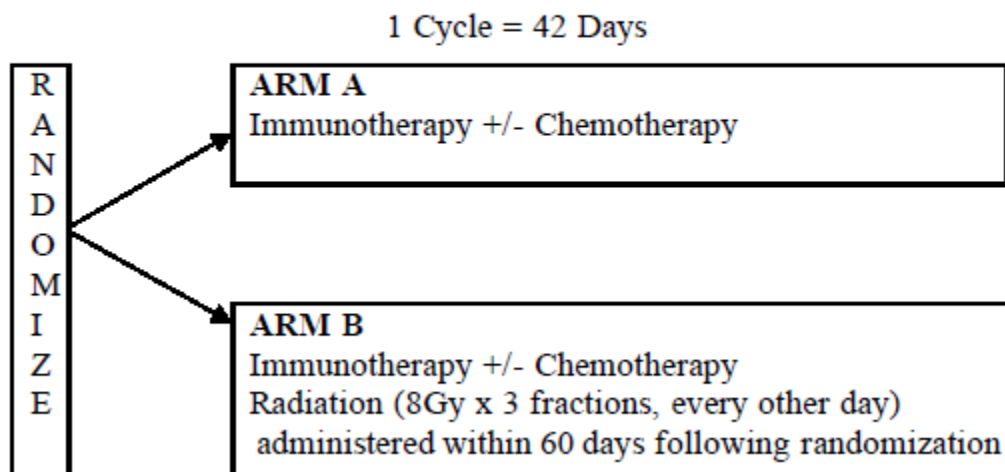 1 Cycle = 42 Days
RANDOMIZE
ARM A
Immunotherapy +/- Chemotherapy
ARM B
Immunotherapy +/- Chemotherapy
Radiation (8Gy x 3 fractions, every other day)
administered within 60 days following randomization